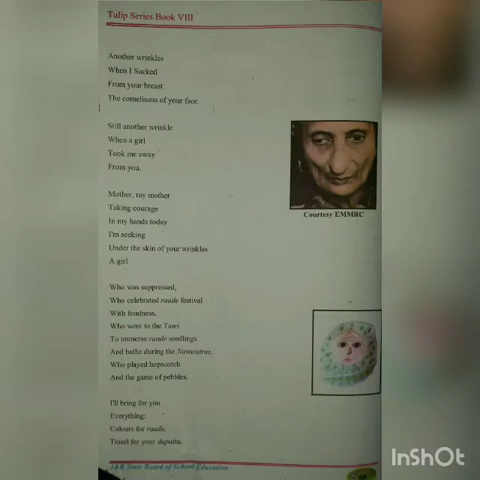 Tulip Series Book VIII
Another wrinkles
When I Sucked
From your breast
The comeliness of your face.
Still another wrinkle
When a girl
Took me away
From you.
Courtesy EMMRC
Mother, my mother
Taking courage
In my hands today
I'm seeking
Under the skin of your wrinkles
A girl
Who was suppressed,
Who celebrated raade festival
With fondness,
Who went to the Tawi
To immerse raade seedlings
And bathe during the Navaratras,
Who played hopscotch
And the game of pebbles.
I'll bring for you
Everything:
Colours for raade,
Tinsel for your dupatta,
J&K State Board of School Education
InShOt